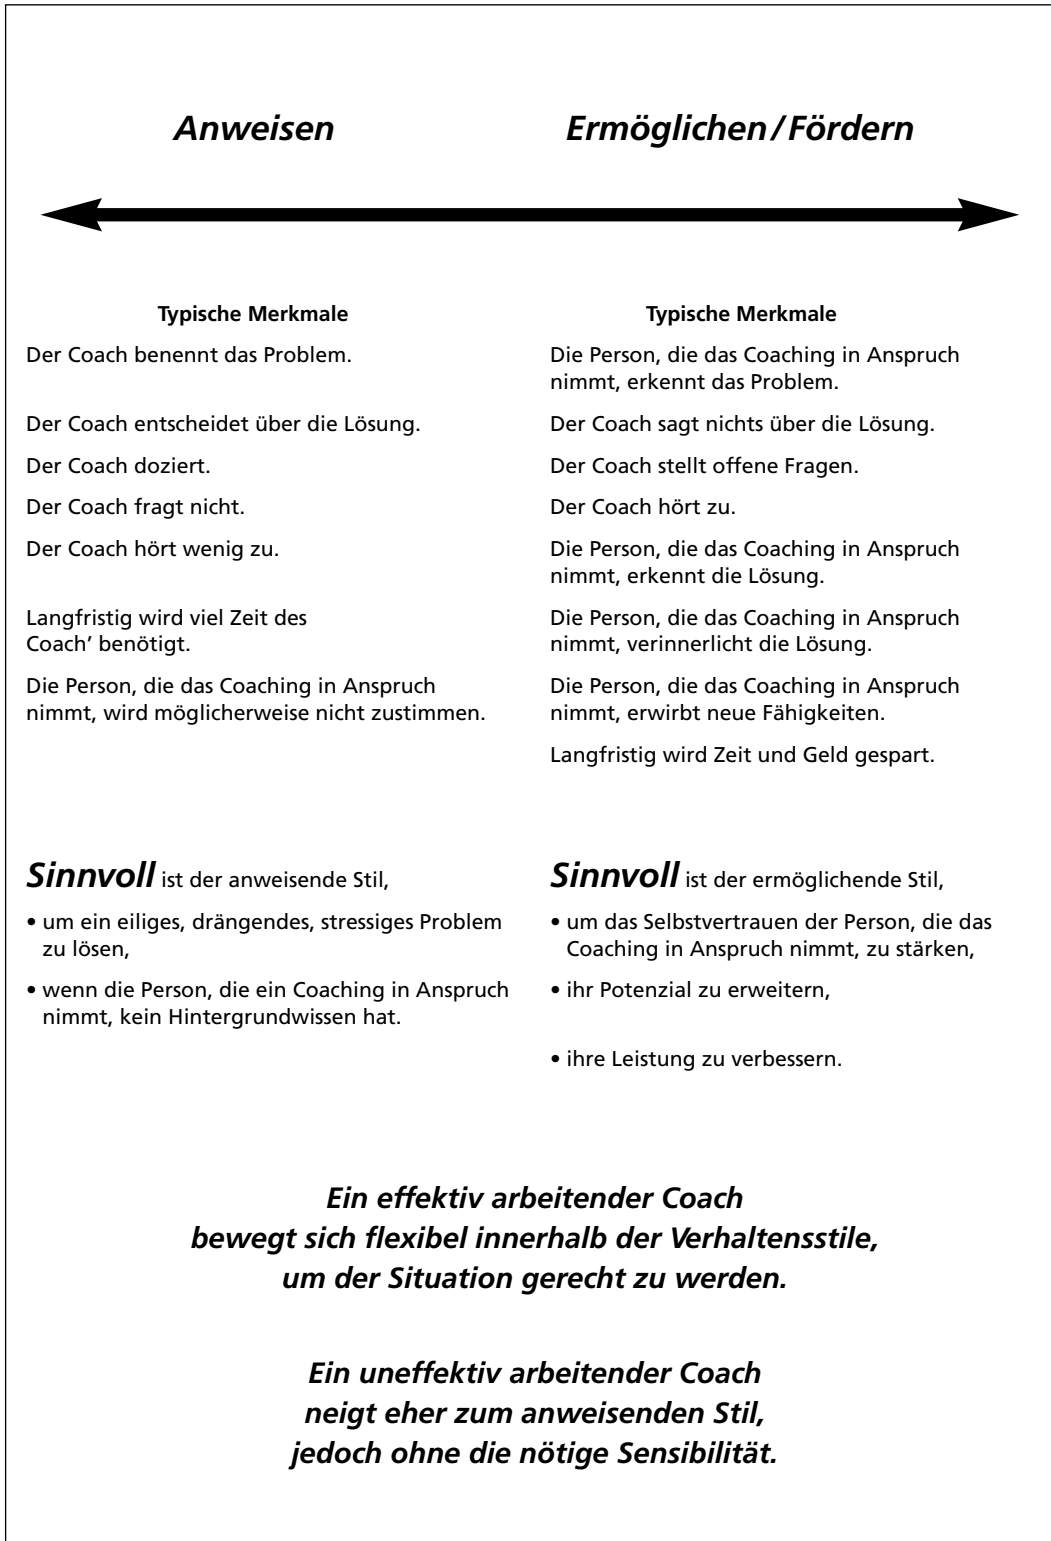 Anweisen
Ermöglichen/Fördern
Typische Merkmale
Der Coach benennt das Problem.
Der Coach entscheidet über die Lösung.
Der Coach doziert.
Der Coach fragt nicht.
Der Coach hört wenig zu.
Langfristig wird viel Zeit des
Coach’ benötigt.
Die Person, die das Coaching in Anspruch
nimmt, wird möglicherweise nicht zustimmen.
Typische Merkmale
Die Person, die das Coaching in Anspruch
nimmt, erkennt das Problem.
Der Coach sagt nichts über die Lösung.
Der Coach stellt offene Fragen.
Der Coach hört zu.
Die Person, die das Coaching in Anspruch
nimmt, erkennt die Lösung.
Die Person, die das Coaching in Anspruch
nimmt, verinnerlicht die Lösung.
Die Person, die das Coaching in Anspruch
nimmt, erwirbt neue Fähigkeiten.
Langfristig wird Zeit und Geld gespart.
Sinnvoll ist der anweisende Stil,
• um ein eiliges, drängendes, stressiges Problem
zu lösen,
• wenn die Person, die ein Coaching in Anspruch
nimmt, kein Hintergrundwissen hat.
Sinnvoll ist der ermöglichende Stil,
• um das Selbstvertrauen der Person, die das
Coaching in Anspruch nimmt, zu stärken,
• ihr Potenzial zu erweitern,
• ihre Leistung zu verbessern.
Ein effektiv arbeitender Coach
bewegt sich flexibel innerhalb der Verhaltensstile,
um der Situation gerecht zu werden.
Ein uneffektiv arbeitender Coach
neigt eher zum anweisenden Stil,
jedoch ohne die nötige Sensibilität.